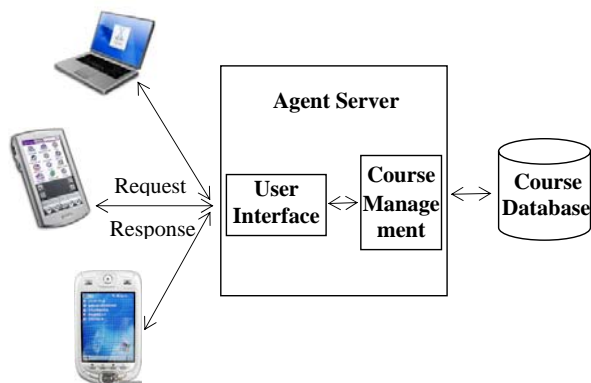 Agent Server
Request
Response
User
Interface
Course
Manage
ment
Course
Database